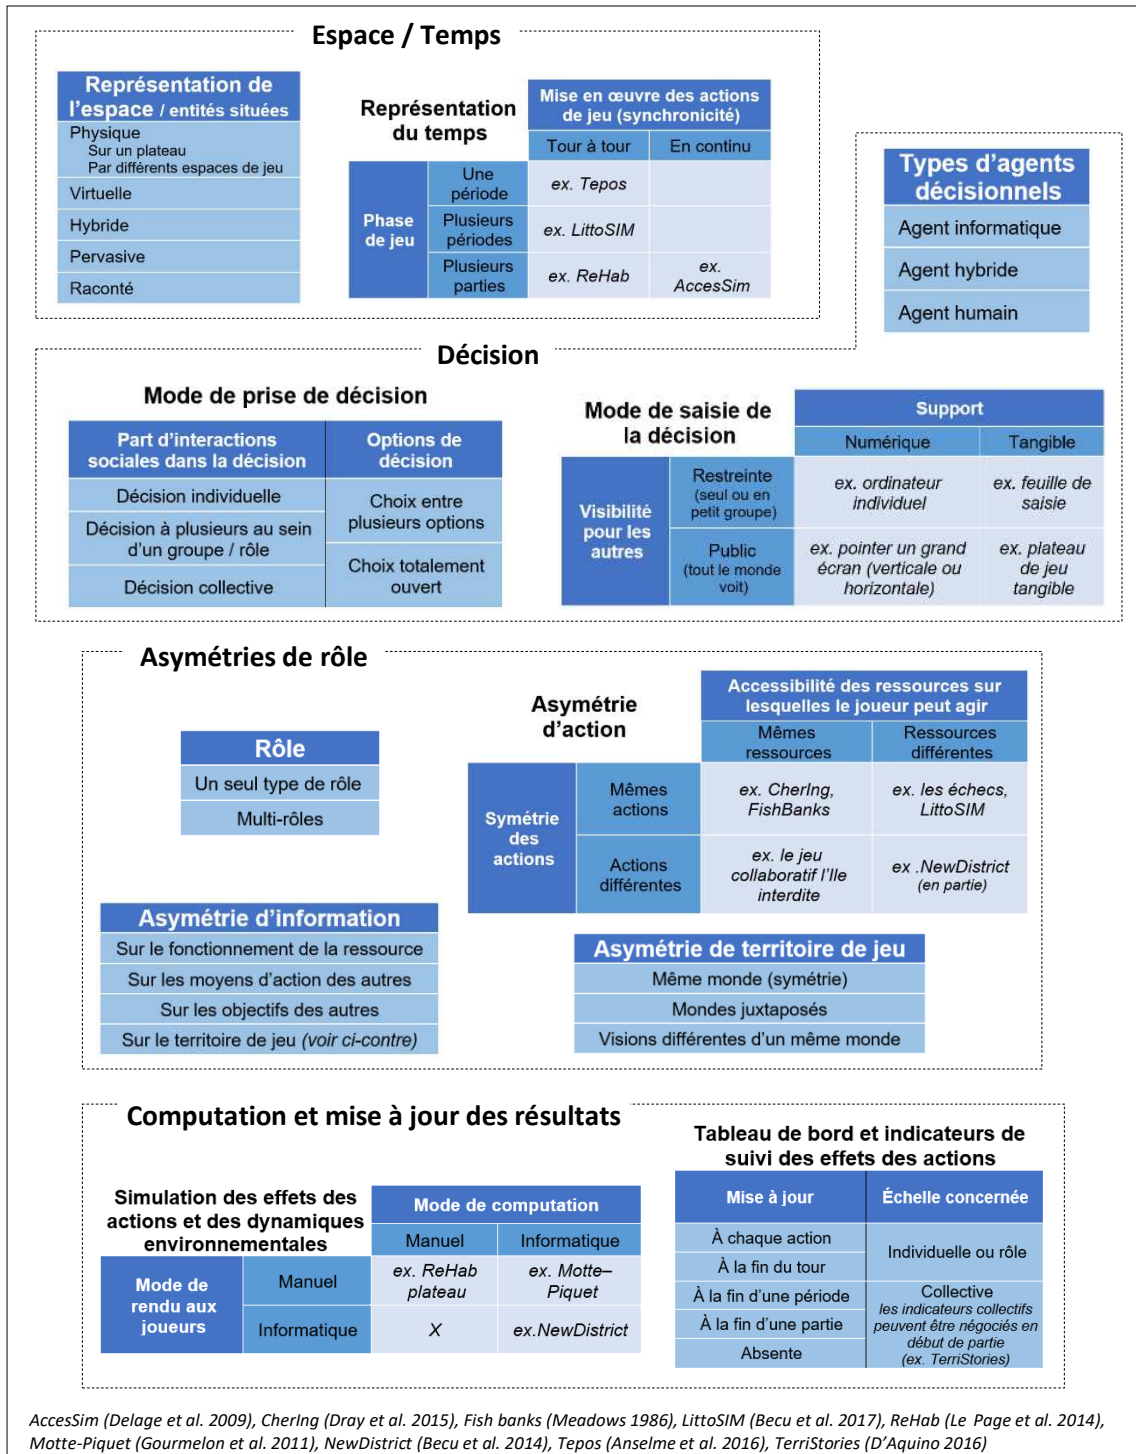 Espace / Temps
Représentation de
l'espace / entités situées
Physique
Sur un plateau
Par différents espaces de jeu
Virtuelle
Hybride
Pervasive
Raconté
Représentation
du temps
Mise en œuvre des actions
de jeu (synchronicité)
Tour à tour
En continu
Phase
de jeu
Une
période
ex. Tepos
Plusieurs
périodes
ex. LittoSIM
Plusieurs
parties
ex. ReHab
ex.
AccesSim
Types d'agents
décisionnels
Agent informatique
Agent hybride
Agent humain
Décision
Mode de prise de décision
Part d'interactions
sociales dans la décision
Options de
décision
Décision individuelle
Décision à plusieurs au sein
d'un groupe / rôle
Décision collective
Choix entre
plusieurs options
Choix totalement
ouvert
Mode de saisie de
la décision
Support
Numérique
Tangible
Visibilité
pour les
autres
Restreinte
(seul ou en
petit groupe)
ex. ordinateur
individuel
ex. feuille de
saisie
Public
(tout le monde
voit)
ex. pointer un grand
écran (verticale ou
horizontale)
ex. plateau
de jeu
tangible
Asymétries de rôle
Rôle
Un seul type de rôle
Multi-rôles
Asymétrie
d'action
Accessibilité des ressources sur
lesquelles le joueur peut agir
Mêmes
ressources
Ressources
différentes
Symétrie
des
actions
Mêmes
actions
ex. CherIng,
FishBanks
ex. les échecs,
LittoSIM
Actions
différentes
ex. le jeu
collaboratif l'Ile
interdite
ex .NewDistrict
(en partie)
Asymétrie d'information
Sur le fonctionnement de la ressource
Sur les moyens d'action des autres
Sur les objectifs des autres
Sur le territoire de jeu (voir ci-contre)
Asymétrie de territoire de jeu
Même monde (symétrie)
Mondes juxtaposés
Visions différentes d'un même monde
Computation et mise à jour des résultats
Simulation des effets des
actions et des dynamiques
environnementales
Mode de computation
Manuel
Informatique
Mode de
rendu aux
joueurs
Manuel
ex. ReHab
plateau
ex. Motte–
Piquet
Informatique
X
ex.NewDistrict
Tableau de bord et indicateurs de
suivi des effets des actions
Mise à jour
Échelle concernée
À chaque action
À la fin du tour
À la fin d'une période
À la fin d'une partie
Absente
Individuelle ou rôle
Collective
les indicateurs collectifs
peuvent être négociés en
début de partie
(ex. TerriStories)
AccesSim (Delage et al. 2009), CherIng (Dray et al. 2015), Fish banks (Meadows 1986), LittoSIM (Becu et al. 2017), ReHab (Le Page et al. 2014),
Motte-Piquet (Gourmelon et al. 2011), NewDistrict (Becu et al. 2014), Tepos (Anselme et al. 2016), TerriStories (D'Aquino 2016)